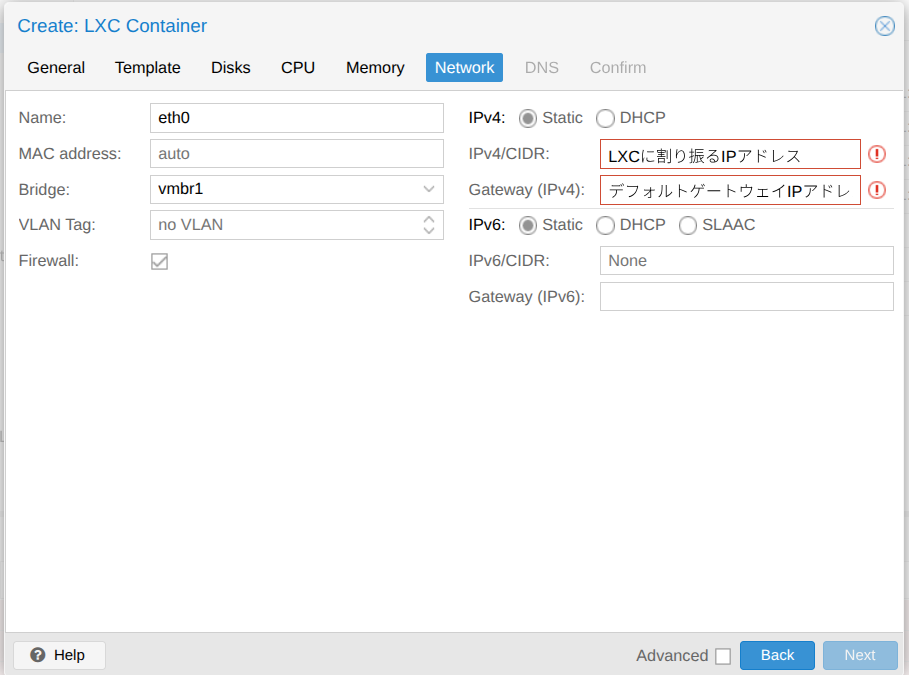 Create: LXC Container
General Template Disks CPU Memory Network DNS Confirm
Name: eth0
MAC address: auto
Bridge: vmbr1
VLAN Tag: no VLAN
Firewall:
IPv4: Static DHCP
IPv4/CIDR: LXCに割り振るIPアドレス
Gateway (IPv4): デフォルトゲートウェイIPアドレ
IPv6: Static DHCP SLAAC
IPv6/CIDR: None
Gateway (IPv6):
Help
Advanced Back Next